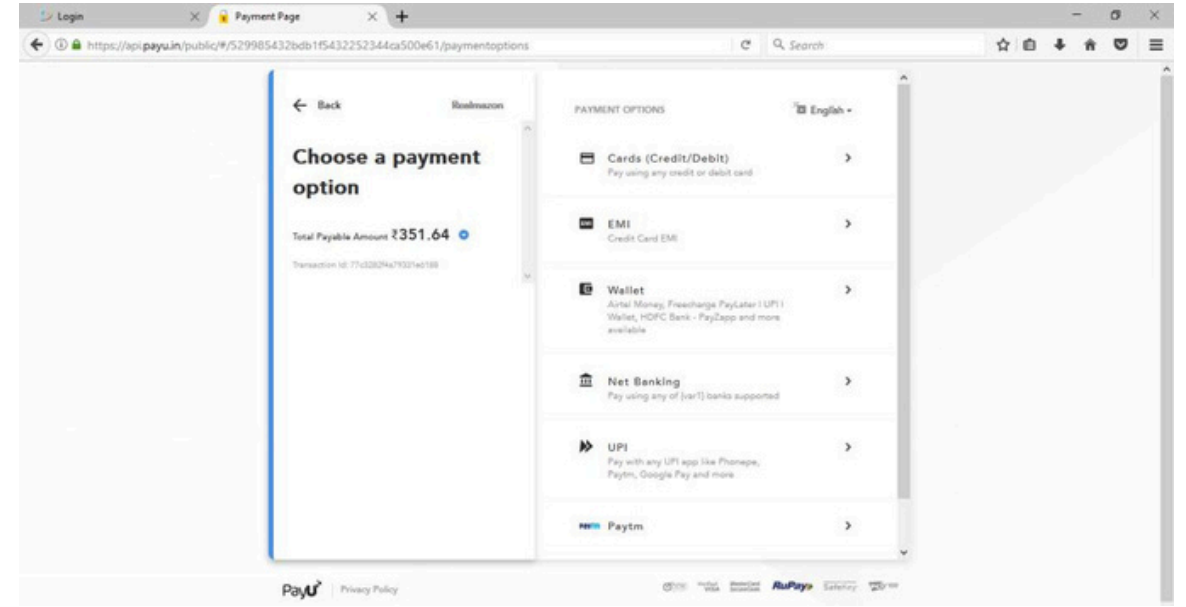 Login
Payment Page
https://api.payu.in/public/#/529985432bdb1f5432252344ca500e61/paymentoptions
Search
Back
PAYMENT OPTIONS
English
Choose a payment
option
Total Payable Amount ₹351.64
Cards (Credit/Debit)
Pay using any credit or debit card
EMI
Credit Card EMI
Wallet
Airtel Money, Freecharge PayLater | UPI |
Wallet, HDFC Bank - PayZapp and more
available
Net Banking
Pay using any of {var1} banks supported
UPI
Pay with any UPI app like Phonepe,
Paytm, Google Pay and more
Paytm
PayU
Privacy Policy
RuPay